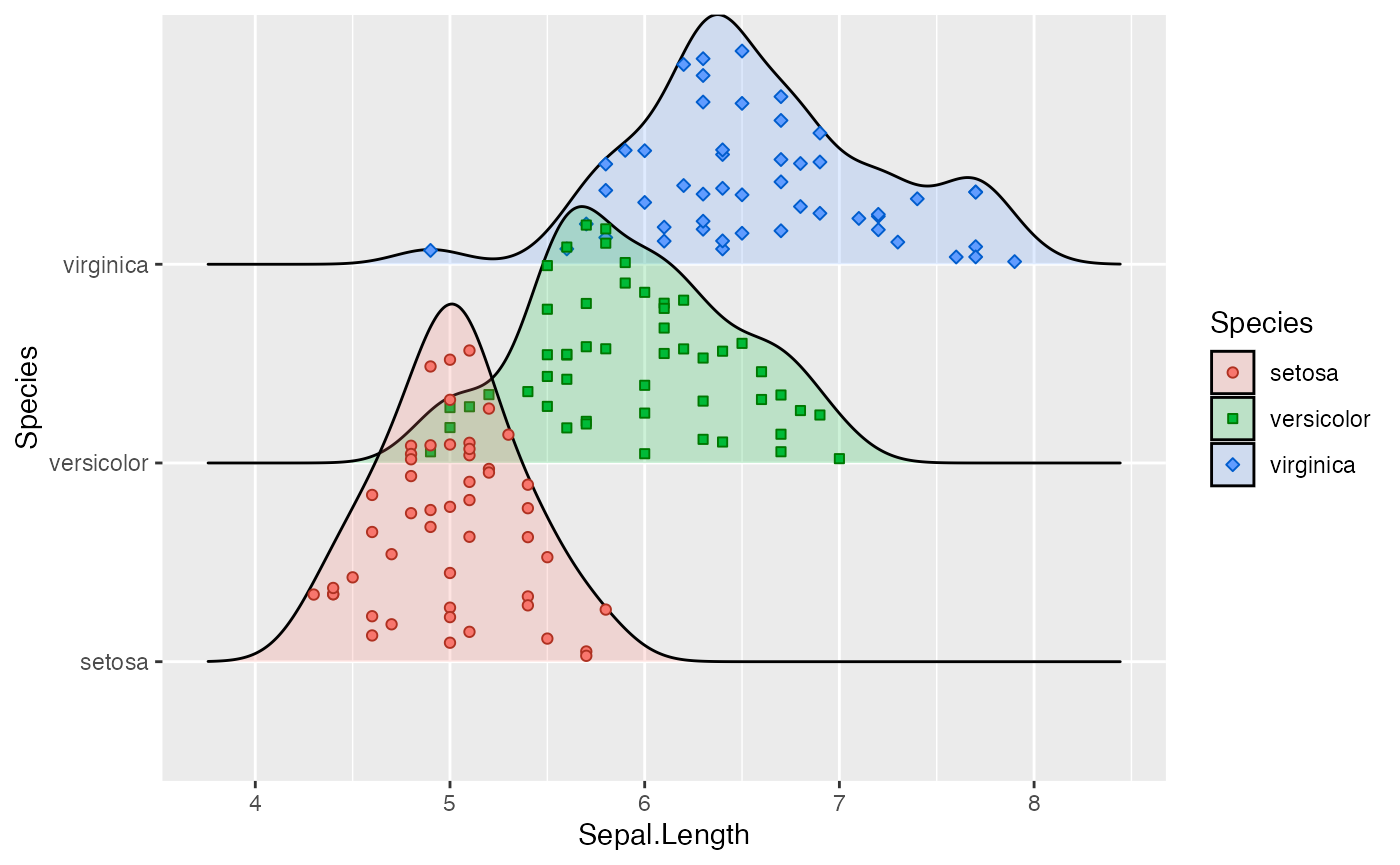 virginica
versicolor
setosa
Species
4 5 6 7 8
Sepal.Length
Species
setosa
versicolor
virginica